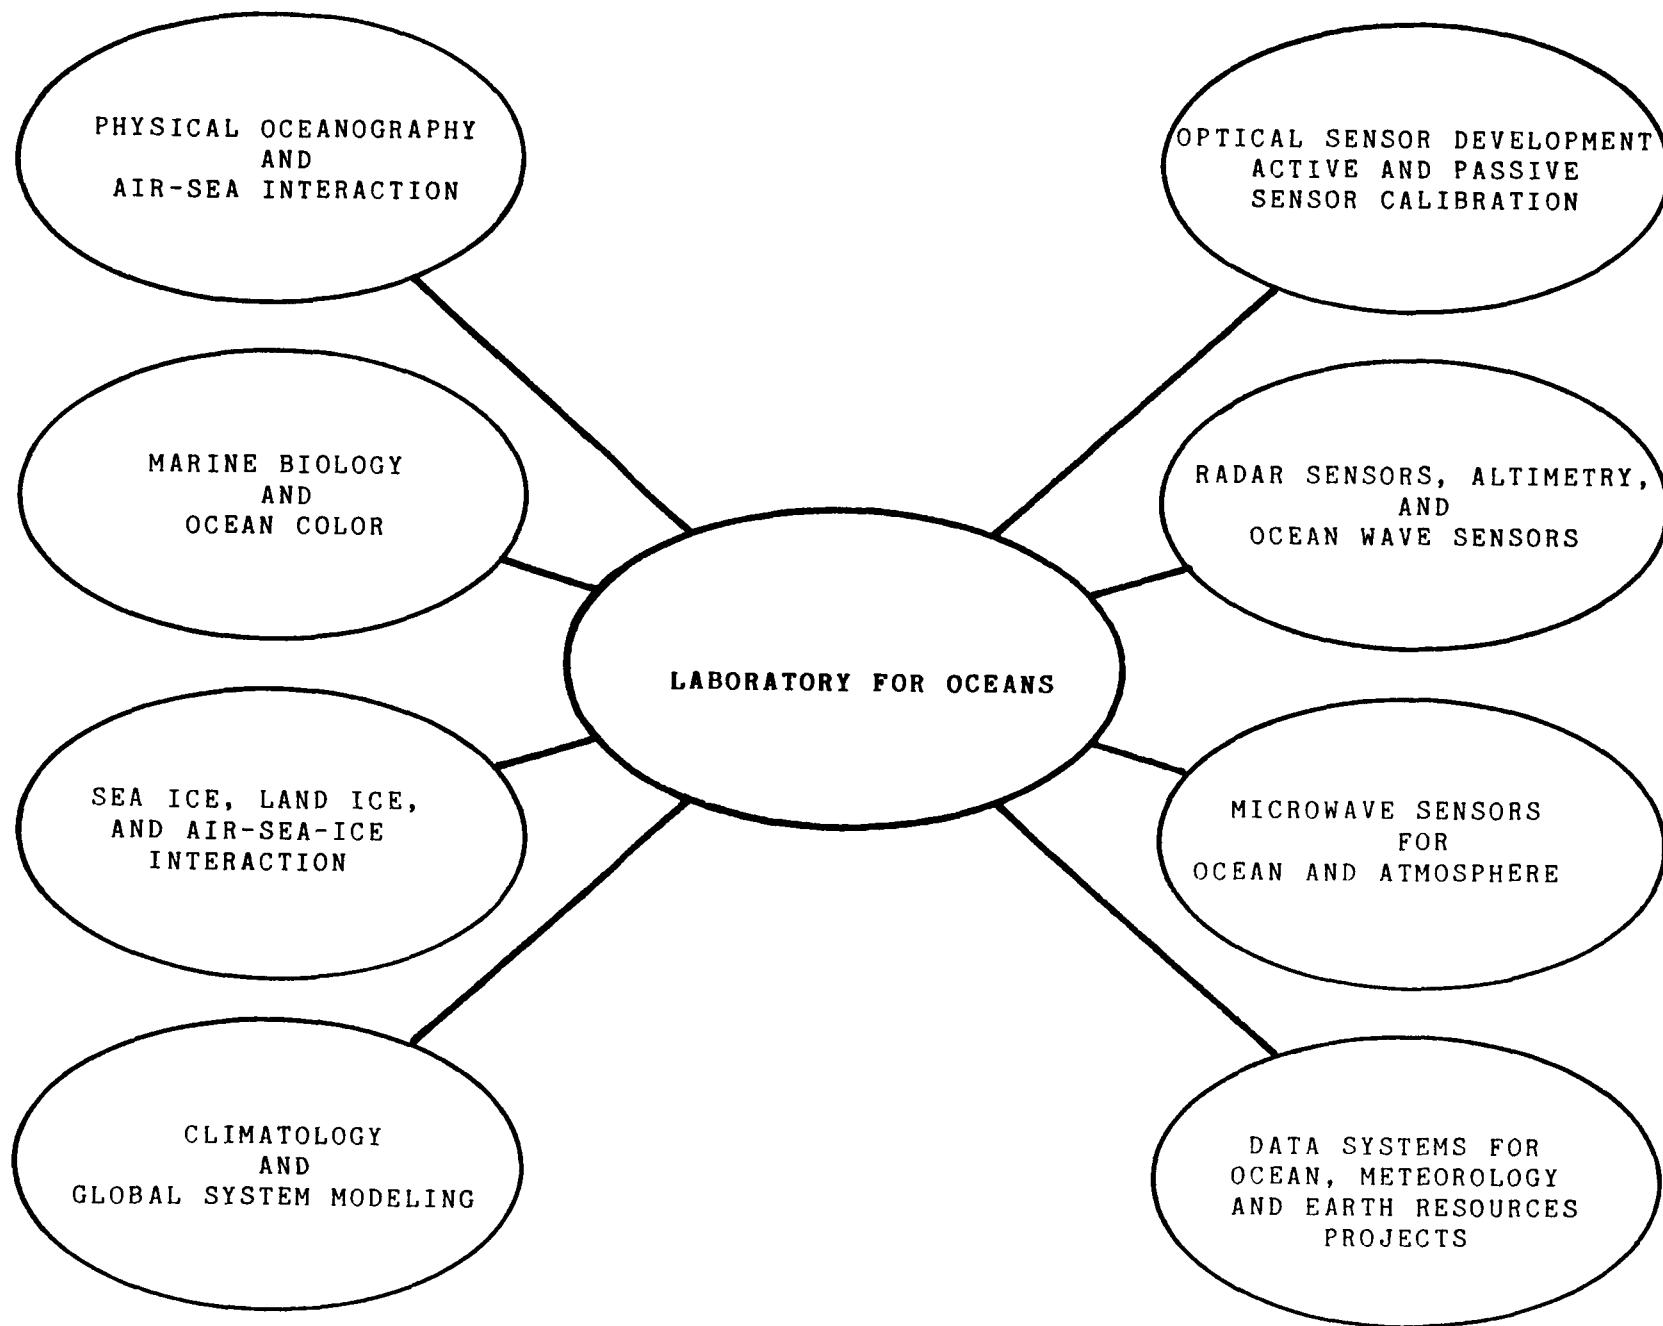 PHYSICAL OCEANOGRAPHY
AND
AIR-SEA INTERACTION
MARINE BIOLOGY
AND
OCEAN COLOR
SEA ICE, LAND ICE,
AND AIR-SEA-ICE
INTERACTION
CLIMATOLOGY
AND
GLOBAL SYSTEM MODELING
LABORATORY FOR OCEANS
OPTICAL SENSOR DEVELOPMENT
ACTIVE AND PASSIVE
SENSOR CALIBRATION
RADAR SENSORS, ALTIMETRY,
AND
OCEAN WAVE SENSORS
MICROWAVE SENSORS
FOR
OCEAN AND ATMOSPHERE
DATA SYSTEMS FOR
OCEAN, METEOROLOGY
AND EARTH RESOURCES
PROJECTS